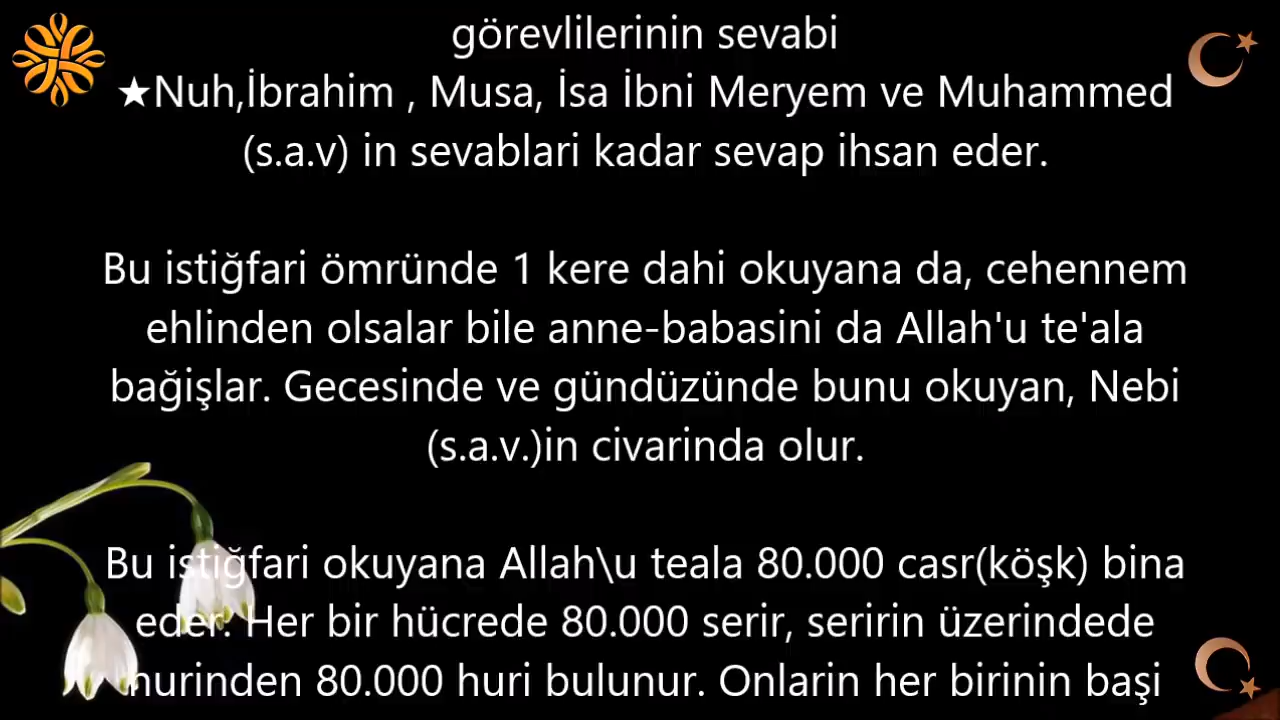 görevlilerinin sevabi
★Nuh,İbrahim , Musa, İsa İbni Meryem ve Muhammed
(s.a.v) in sevablari kadar sevap ihsan eder.
Bu istiğfari ömründe 1 kere dahi okuyana da, cehennem
ehlinden olsalar bile anne-babasini da Allah'u te'ala
bağişlar. Gecesinde ve gündüzünde bunu okuyan, Nebi
(s.a.v.)in civarinda olur.
Bu istiğfari okuyana Allah\u teala 80.000 casr(köşk) bina
eder. Her bir hücrede 80.000 serir, seririn üzerindede
nurinden 80.000 huri bulunur. Onlarin her birinin başi